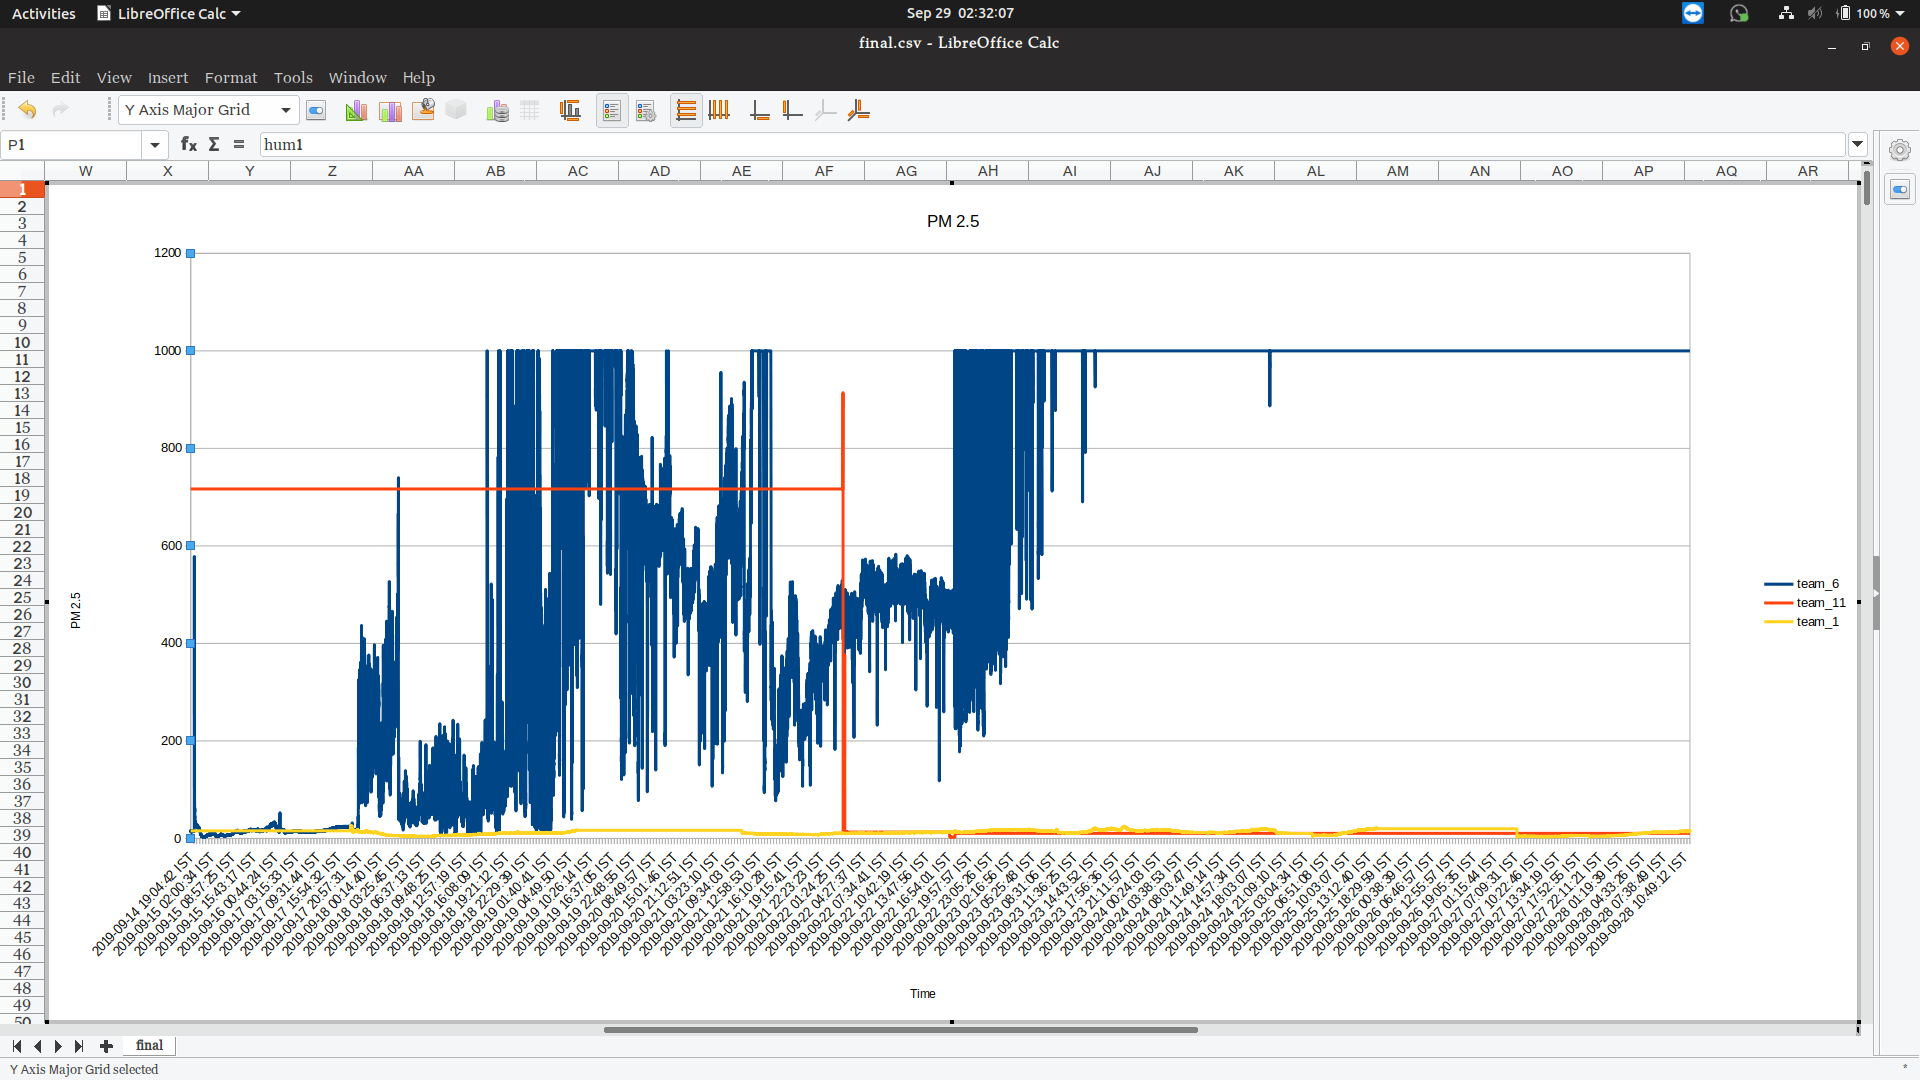 Activities LibreOffice Calc Sep 29 02:32:07 100 %
final.csv - LibreOffice Calc
File Edit View Insert Format Tools Window Help
Y Axis Major Grid
P1 fx Σ = hum1
W X Y Z AA AB AC AD AE AF AG AH AI AJ AK AL AM AN AO AP AQ AR
1
2
3
4
5
6
7
8
9
10
11
12
13
14
15
16
17
18
19
20
21
22
23
24
25
26
27
28
29
30
31
32
33
34
35
36
37
38
39
40
41
42
43
44
45
46
47
48
49
50
PM 2.5
1200
1000
800
600
400
200
0
PM 2.5
team_6
team_11
team_1
2019-09-14 19:04:42 IST
2019-09-15 02:00:34 IST
2019-09-15 08:57:25 IST
2019-09-15 15:43:17 IST
2019-09-16 00:44:24 IST
2019-09-17 03:15:33 IST
2019-09-17 09:31:44 IST
2019-09-17 15:54:32 IST
2019-09-17 20:57:31 IST
2019-09-18 00:14:40 IST
2019-09-18 03:25:45 IST
2019-09-18 06:37:13 IST
2019-09-18 09:48:25 IST
2019-09-18 12:57:19 IST
2019-09-18 16:08:09 IST
2019-09-18 19:21:12 IST
2019-09-18 22:29:39 IST
2019-09-19 01:40:41 IST
2019-09-19 04:49:50 IST
2019-09-19 10:26:14 IST
2019-09-19 16:37:05 IST
2019-09-19 22:48:55 IST
2019-09-20 08:49:57 IST
2019-09-20 15:01:46 IST
2019-09-20 21:12:51 IST
2019-09-21 03:23:10 IST
2019-09-21 09:34:03 IST
2019-09-21 12:58:53 IST
2019-09-21 16:10:28 IST
2019-09-21 19:15:41 IST
2019-09-21 22:23:23 IST
2019-09-22 01:24:25 IST
2019-09-22 04:27:37 IST
2019-09-22 07:34:41 IST
2019-09-22 10:42:19 IST
2019-09-22 13:47:56 IST
2019-09-22 16:54:01 IST
2019-09-22 19:57:57 IST
2019-09-22 23:05:26 IST
2019-09-23 02:16:56 IST
2019-09-23 05:25:48 IST
2019-09-23 08:31:06 IST
2019-09-23 11:36:25 IST
2019-09-23 14:43:52 IST
2019-09-23 17:56:36 IST
2019-09-23 21:11:57 IST
2019-09-24 00:24:03 IST
2019-09-24 03:38:53 IST
2019-09-24 08:03:47 IST
2019-09-24 11:49:14 IST
2019-09-24 14:57:34 IST
2019-09-24 18:03:07 IST
2019-09-24 21:09:10 IST
2019-09-25 03:04:34 IST
2019-09-25 06:51:08 IST
2019-09-25 10:03:07 IST
2019-09-25 13:12:40 IST
2019-09-25 18:29:59 IST
2019-09-26 00:38:39 IST
2019-09-26 06:46:57 IST
2019-09-26 12:55:57 IST
2019-09-26 19:05:35 IST
2019-09-27 01:15:44 IST
2019-09-27 07:09:31 IST
2019-09-27 10:22:46 IST
2019-09-27 13:34:19 IST
2019-09-27 17:52:55 IST
2019-09-27 22:11:21 IST
2019-09-28 01:19:39 IST
2019-09-28 04:33:26 IST
2019-09-28 07:38:49 IST
2019-09-28 10:49:12 IST
Time
final
Y Axis Major Grid selected